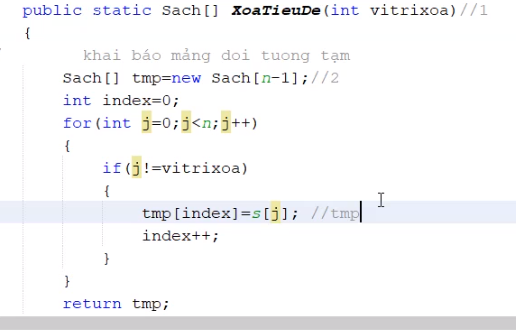 public static Sach[] XoaTieuDe(int vitrixoa)//1
{
khai báo mảng doi tuong tạm
Sach[] tmp=new Sach[n-1];//2
int index=0;
for(int j=0;j<n;j++)
{
if(j!=vitrixoa)
{
tmp[index]=s[j]; //tmp
index++;
}
}
return tmp;